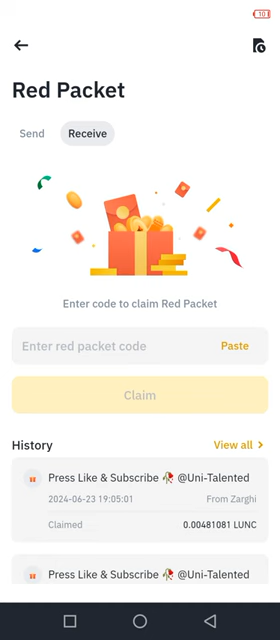 10
Red Packet
Send
Receive
Enter code to claim Red Packet
Enter red packet code
Paste
Claim
History
View all
Press Like & Subscribe 🥀 @Uni-Talented
2024-06-23 19:05:01
From Zarghi
Claimed
0.00481081 LUNC
Press Like & Subscribe 🥀 @Uni-Talented